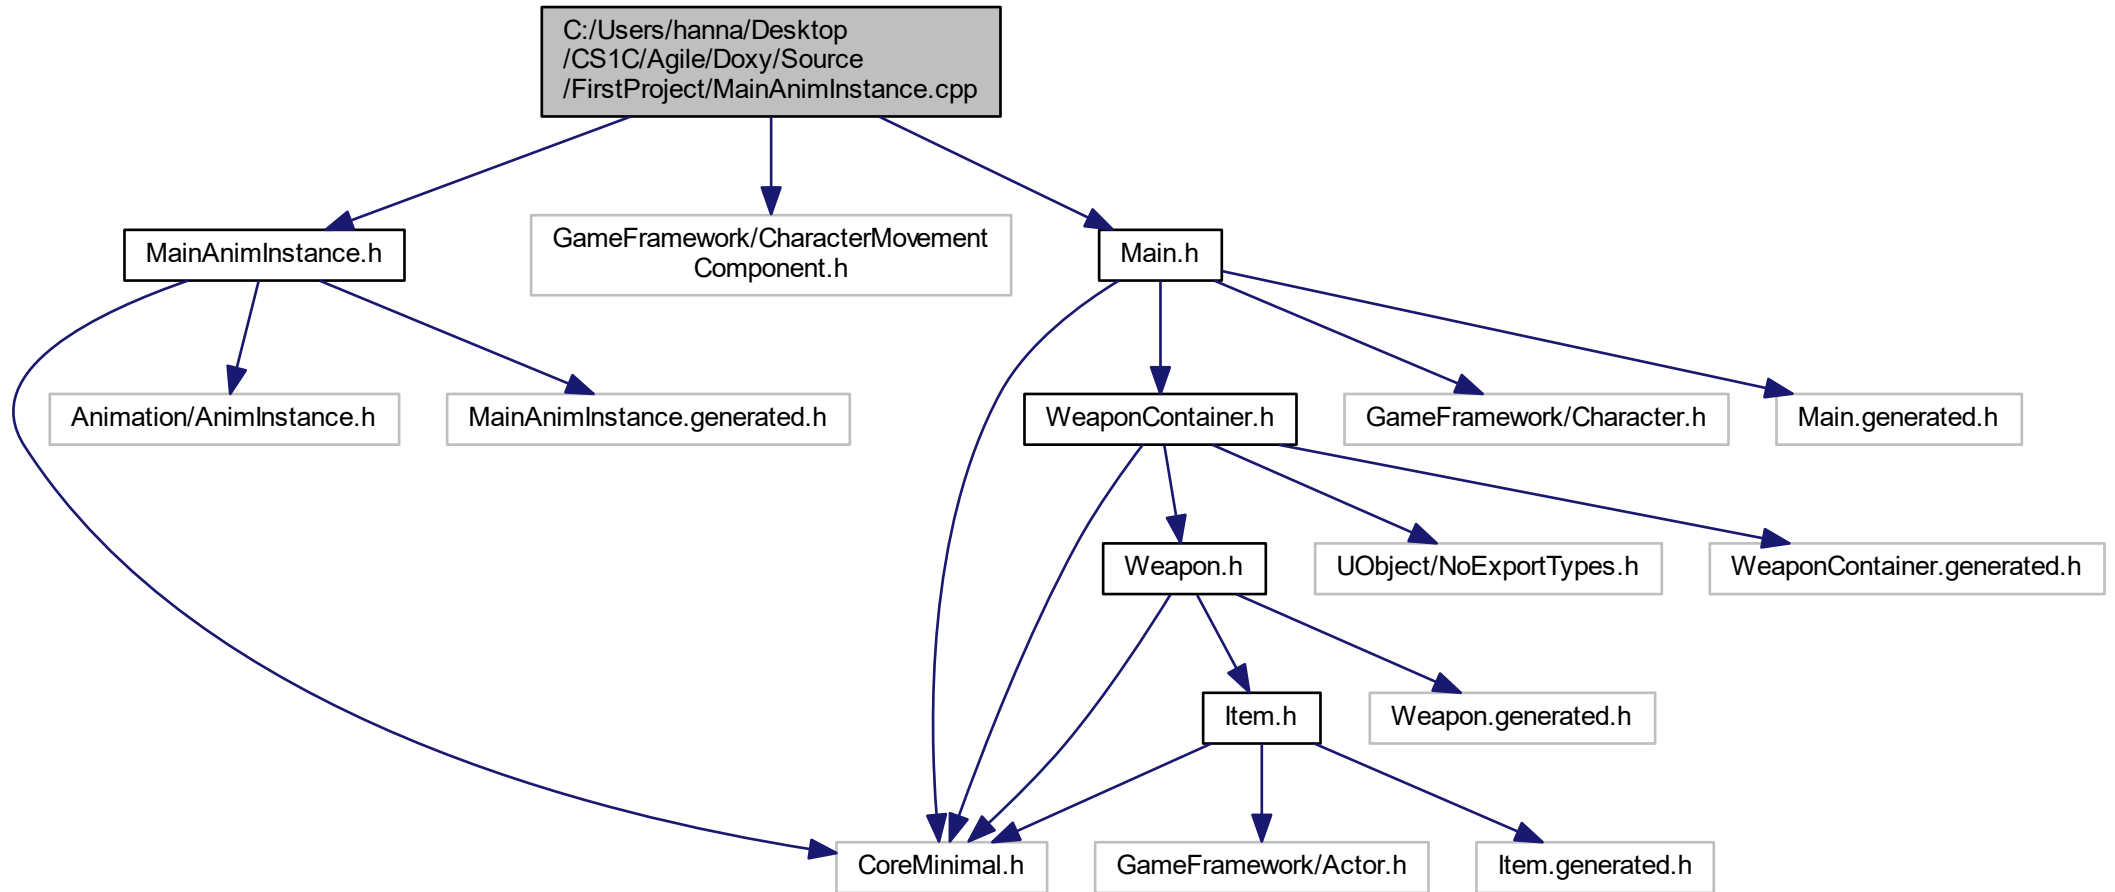 C:/Users/hanna/Desktop
/CS1C/Agile/Doxy/Source
/FirstProject/MainAnimInstance.cpp
MainAnimInstance.h
GameFramework/CharacterMovement
Component.h
Main.h
Animation/AnimInstance.h
MainAnimInstance.generated.h
WeaponContainer.h
GameFramework/Character.h
Main.generated.h
Weapon.h
UObject/NoExportTypes.h
WeaponContainer.generated.h
Item.h
Weapon.generated.h
CoreMinimal.h
GameFramework/Actor.h
Item.generated.h